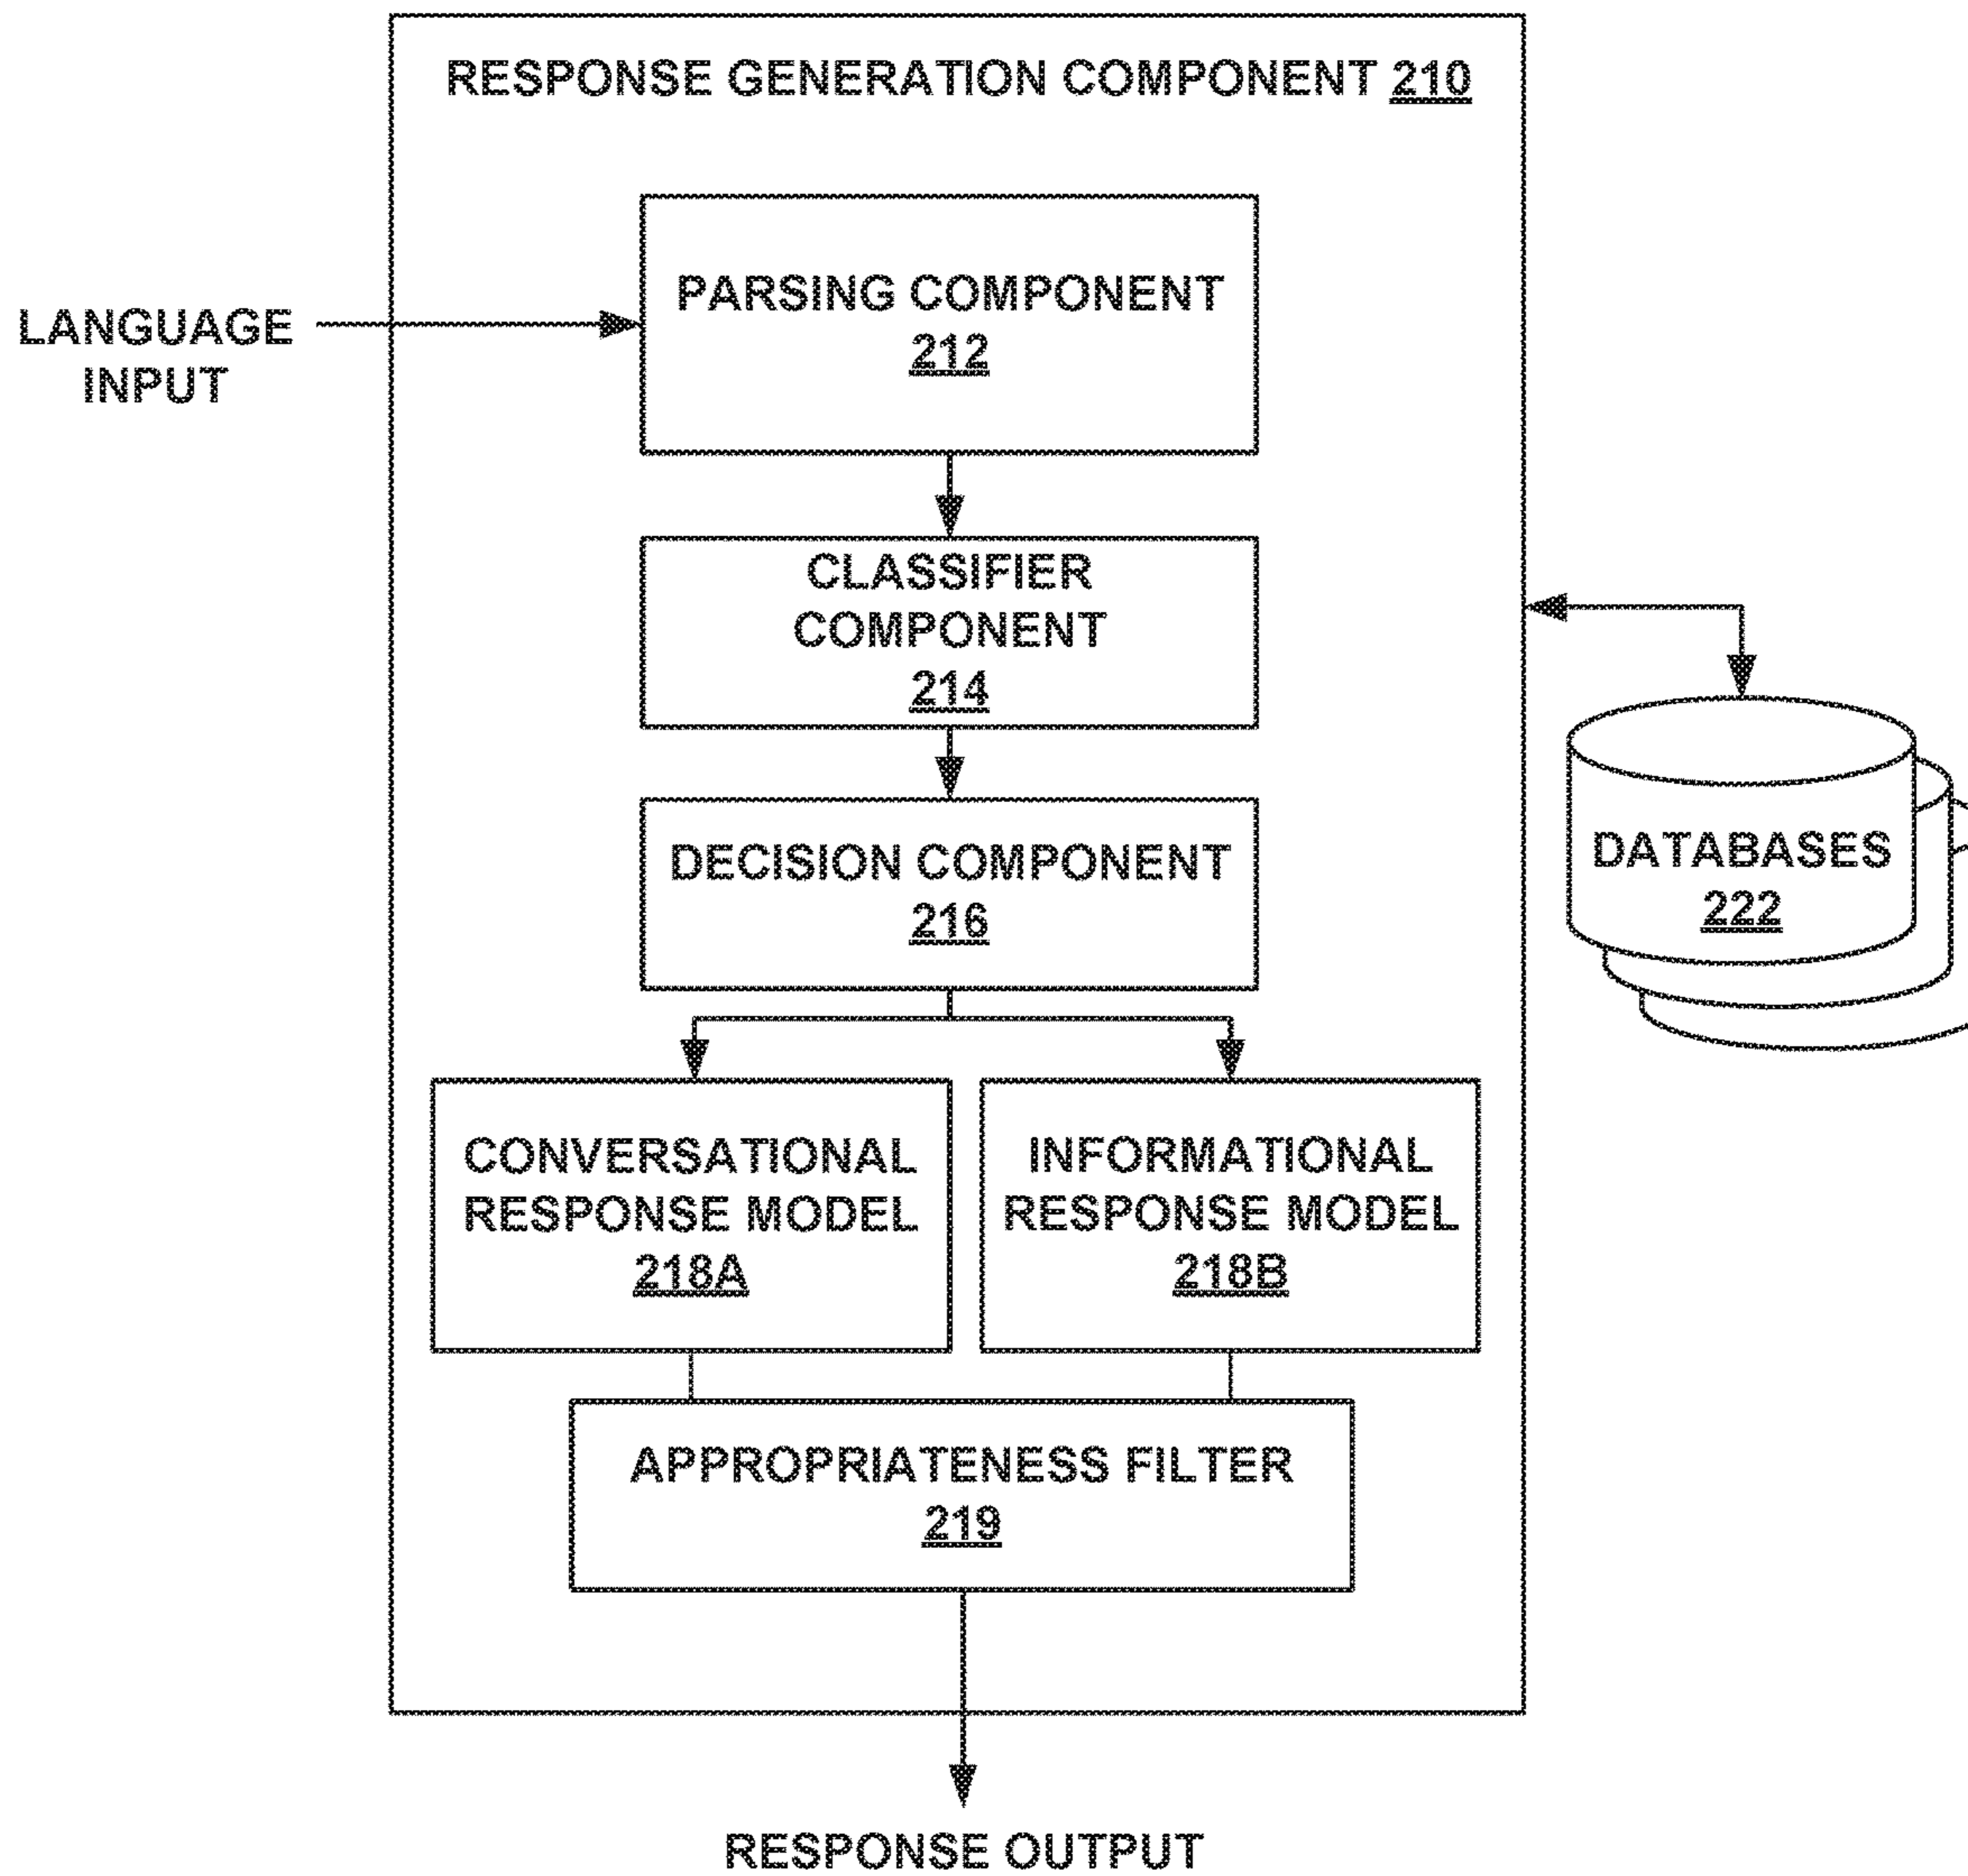 RESPONSE GENERATION COMPONENT 210
PARSING COMPONENT
212
LANGUAGE
INPUT
CLASSIFIER
COMPONENT
214
DECISION COMPONENT
216
DATABASES
222
CONVERSATIONAL
RESPONSE MODEL
218A
INFORMATIONAL
RESPONSE MODEL
218B
APPROPRIATENESS FILTER
219
RESPONSE OUTPUT